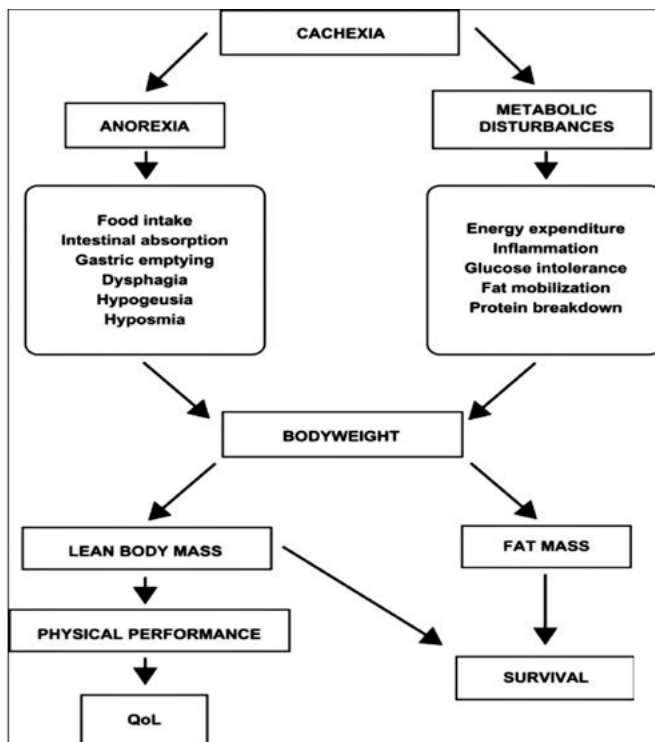 CACHEXIA
ANOREXIA
METABOLIC
DISTURBANCES
Food intake
Intestinal absorption
Gastric emptying
Dysphagia
Hypogeusia
Hyposmia
Energy expenditure
Inflammation
Glucose intolerance
Fat mobilization
Protein breakdown
BODYWEIGHT
LEAN BODY MASS
FAT MASS
PHYSICAL PERFORMANCE
SURVIVAL
QoL